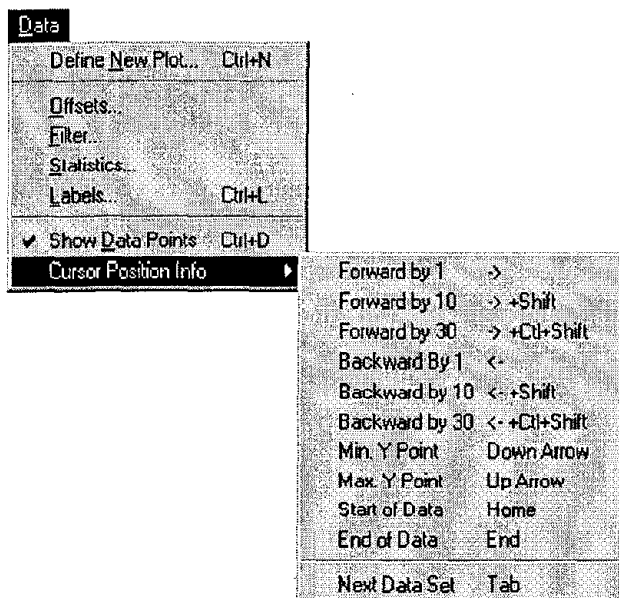 Data
Define New Plot... Ctrl+N
Offsets...
Filter...
Statistics...
Labels... Ctrl+L
✔ Show Data Points Ctrl+D
Cursor Position Info
Forward by 1 ->
Forward by 10 -> +Shift
Forward by 30 -> +Ctl+Shift
Backward By 1 <-
Backward by 10 <- +Shift
Backward by 30 <- +Ctl+Shift
Min. Y Point Down Arrow
Max. Y Point Up Arrow
Start of Data Home
End of Data End
Next Data Set Tab